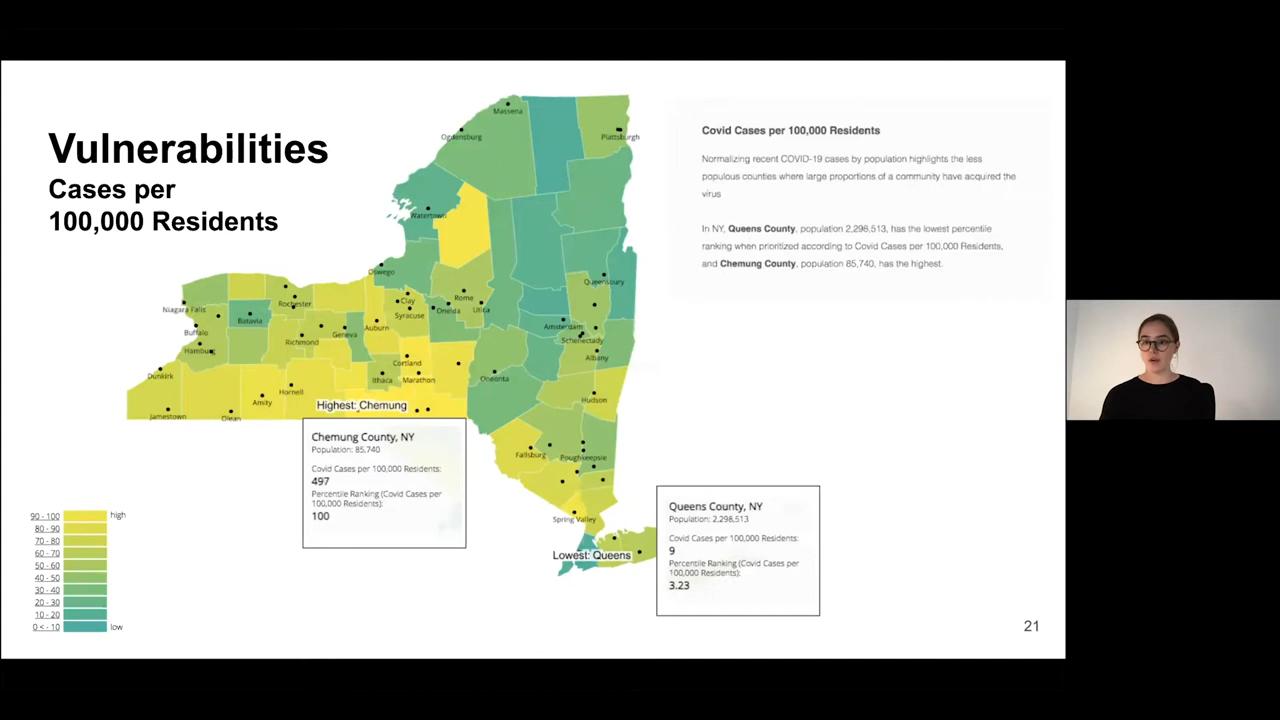 Vulnerabilities
Cases per
100,000 Residents
Massena
Ogdensburg
Plattsburgh
Watertown
Oswego
Queensbury
Niagara Falls
Rochester
Clay
Rome
Syracuse
Oneida
Utica
Batavia
Buffalo
Geneva
Auburn
Amsterdam
Richmond
Schenectady
Hamburg
Albany
Cortland
Dunkirk
Ithaca
Marathon
Oneonta
Hornell
Amity
Hudson
Jamestown
Olean
Highest: Chemung
Fallsburg
Poughkeepsie
Spring Valley
Lowest: Queens
Chemung County, NY
Population: 85,740
Covid Cases per 100,000 Residents:
497
Percentile Ranking (Covid Cases per
100,000 Residents):
100
Queens County, NY
Population: 2,298,513
Covid Cases per 100,000 Residents:
9
Percentile Ranking (Covid Cases per
100,000 Residents):
3.23
Covid Cases per 100,000 Residents
Normalizing recent COVID-19 cases by population highlights the less
populous counties where large proportions of a community have acquired the
virus
In NY, Queens County, population 2,298,513, has the lowest percentile
ranking when prioritized according to Covid Cases per 100,000 Residents,
and Chemung County, population 85,740, has the highest.
90 - 100 high
80 - 90
70 - 80
60 - 70
50 - 60
40 - 50
30 - 40
20 - 30
10 - 20
0 < - 10 low
21